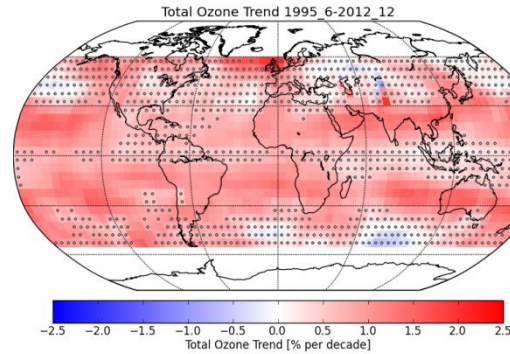 Total Ozone Trend 1995_6-2012_12
−2.5 −2.0 −1.5 −1.0 −0.5 0.0 0.5 1.0 1.5 2.0 2.5
Total Ozone Trend [% per decade]